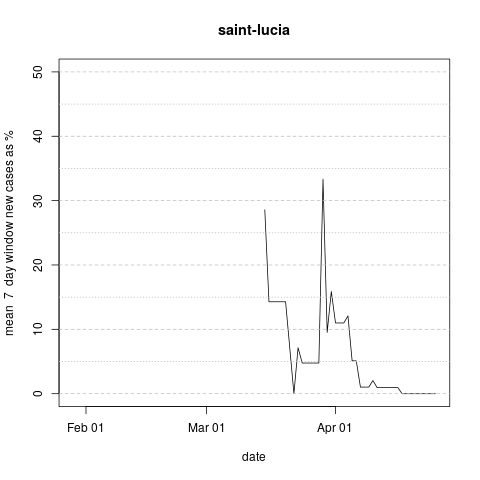 saint-lucia
mean  7  day window new cases as %
50
40
30
20
10
0
Feb 01
Mar 01
Apr 01
date